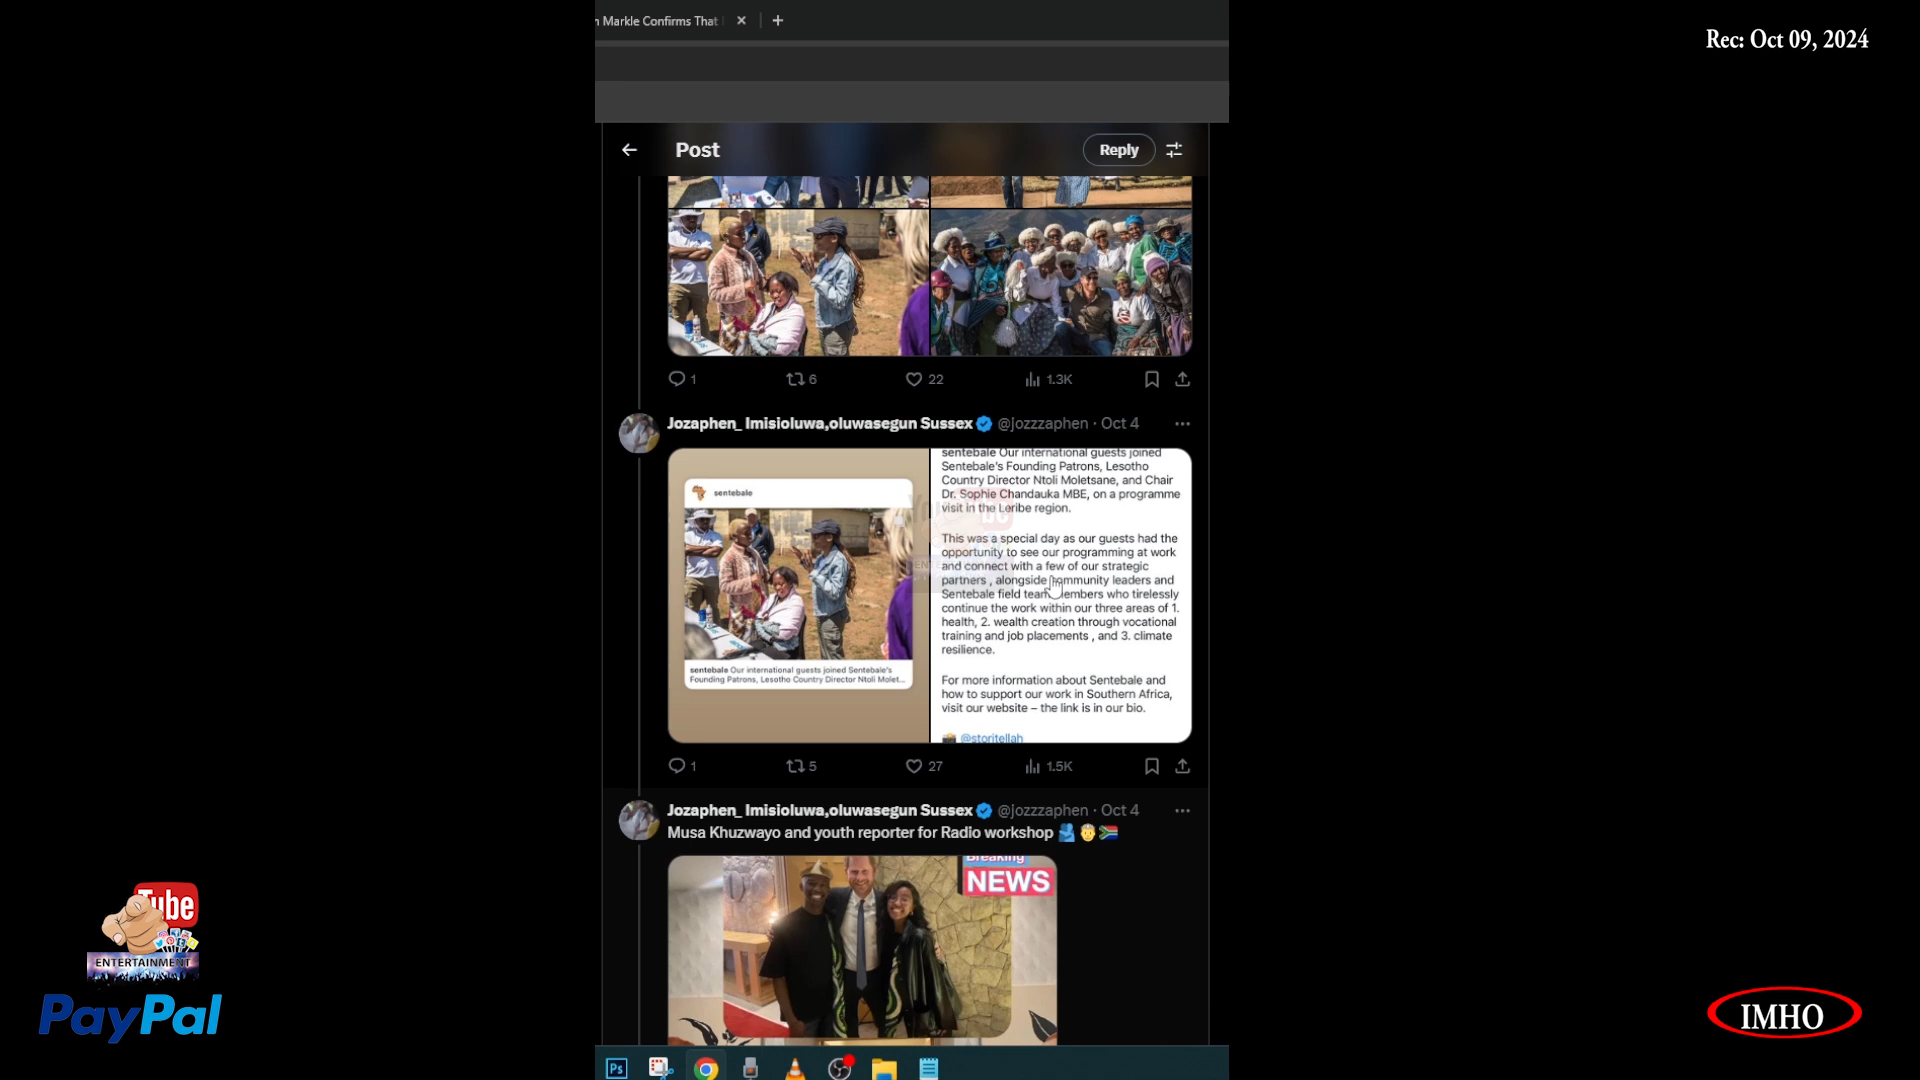 n Markle Confirms That
Rec: Oct 09, 2024
Post
Reply
1
6
22
1.3K
Jozaphen_ Imisioluwa,oluwasegun Sussex @jozzzaphen · Oct 4
sentebale
sentebale Our international guests joined Sentebale's
Founding Patrons, Lesotho Country Director Ntoli Molet...
sentebale Our international guests joined
Sentebale's Founding Patrons, Lesotho
Country Director Ntoli Moletsane, and Chair
Dr. Sophie Chandauka MBE, on a programme
visit in the Leribe region.
This was a special day as our guests had the
opportunity to see our programming at work
and connect with a few of our strategic
partners , alongside community leaders and
Sentebale field team members who tirelessly
continue the work within our three areas of 1.
health, 2. wealth creation through vocational
training and job placements , and 3. climate
resilience.
For more information about Sentebale and
how to support our work in Southern Africa,
visit our website – the link is in our bio.
@storitellah
1
5
27
1.5K
Jozaphen_ Imisioluwa,oluwasegun Sussex @jozzzaphen · Oct 4
Musa Khuzwayo and youth reporter for Radio workshop
Breaking
NEWS
Tube
ENTERTAINMENT
PayPal
IMHO
Ps